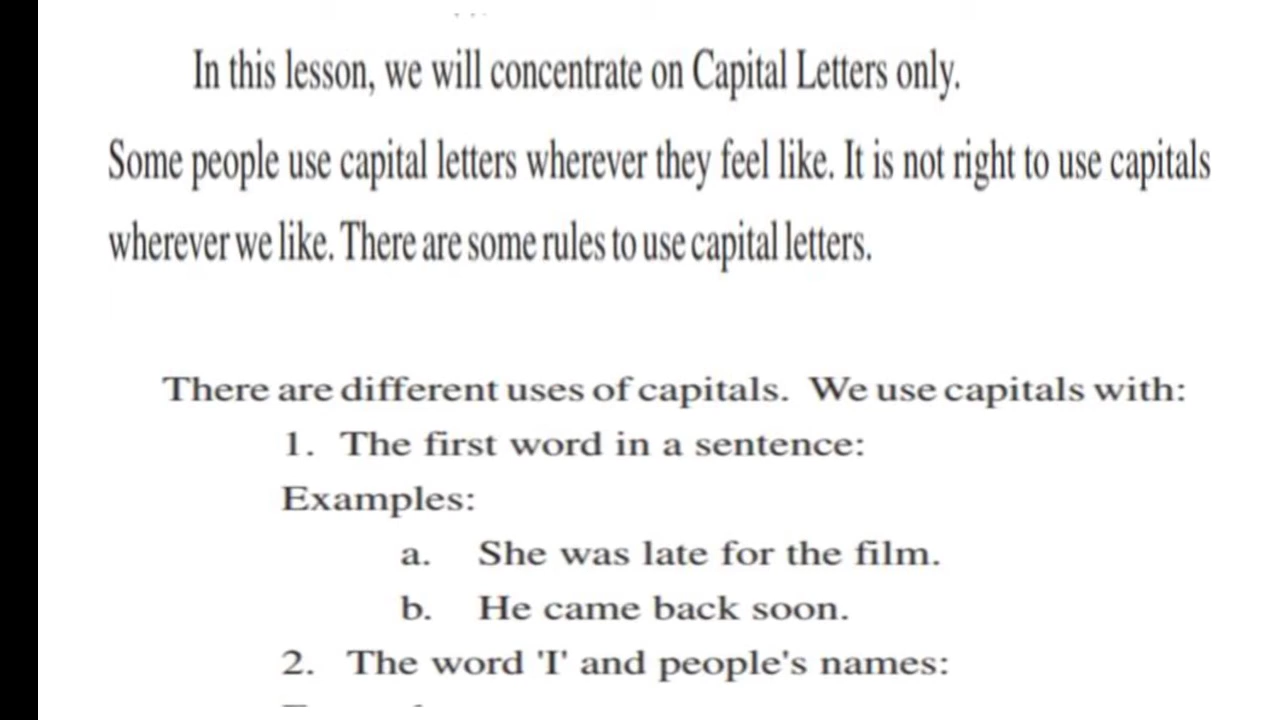 In this lesson, we will concentrate on Capital Letters only.
Some people use capital letters wherever they feel like. It is not right to use capitals
wherever we like. There are some rules to use capital letters.
There are different uses of capitals. We use capitals with:
1. The first word in a sentence:
Examples:
a. She was late for the film.
b. He came back soon.
2. The word 'I' and people's names: